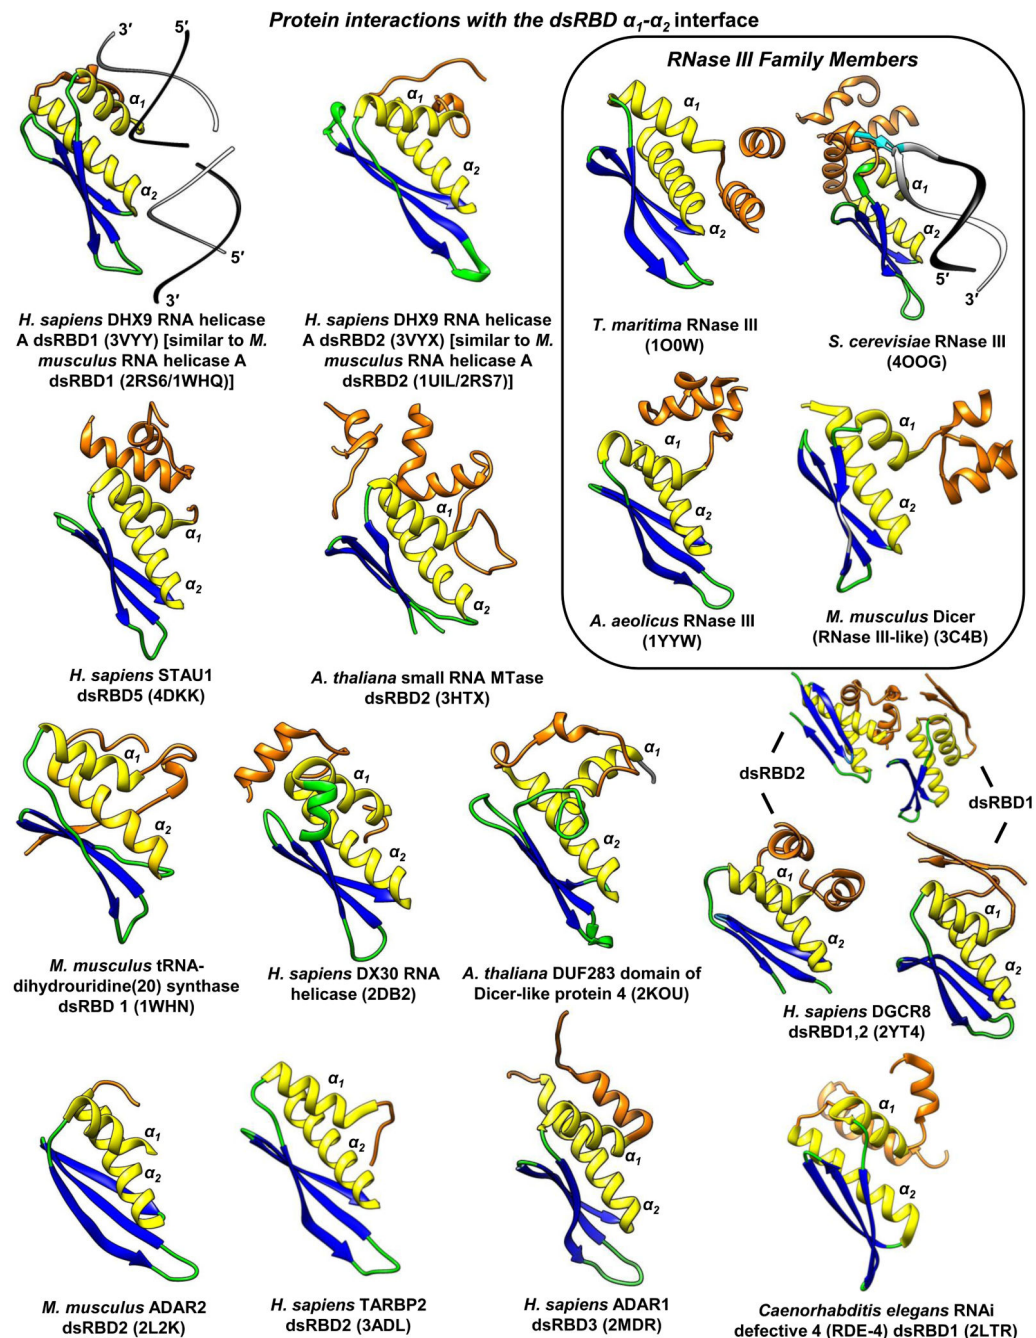 Protein interactions with the dsRBD α1-α2 interface
3′
5′
α1
α2
5′
3′
H. sapiens DHX9 RNA helicase
A dsRBD1 (3VYY) [similar to M.
musculus RNA helicase A
dsRBD1 (2RS6/1WHQ)]
α1
α2
H. sapiens DHX9 RNA helicase
A dsRBD2 (3VYX) [similar to M.
musculus RNA helicase A
dsRBD2 (1UIL/2RS7)]
RNase III Family Members
α1
α2
T. maritima RNase III
(1O0W)
α1
α2
5′
3′
S. cerevisiae RNase III
(4OOG)
α1
α2
A. aeolicus RNase III
(1YYW)
α1
α2
M. musculus Dicer
(RNase III-like) (3C4B)
α1
α2
H. sapiens STAU1
dsRBD5 (4DKK)
α1
α2
A. thaliana small RNA MTase
dsRBD2 (3HTX)
α1
α2
M. musculus tRNA-
dihydrouridine(20) synthase
dsRBD 1 (1WHN)
α1
α2
H. sapiens DX30 RNA
helicase (2DB2)
α1
α2
A. thaliana DUF283 domain of
Dicer-like protein 4 (2KOU)
dsRBD2
dsRBD1
α1
α2
α1
α2
H. sapiens DGCR8
dsRBD1,2 (2YT4)
α1
α2
M. musculus ADAR2
dsRBD2 (2L2K)
α1
α2
H. sapiens TARBP2
dsRBD2 (3ADL)
α1
α2
H. sapiens ADAR1
dsRBD3 (2MDR)
α1
α2
Caenorhabditis elegans RNAi
defective 4 (RDE-4) dsRBD1 (2LTR)